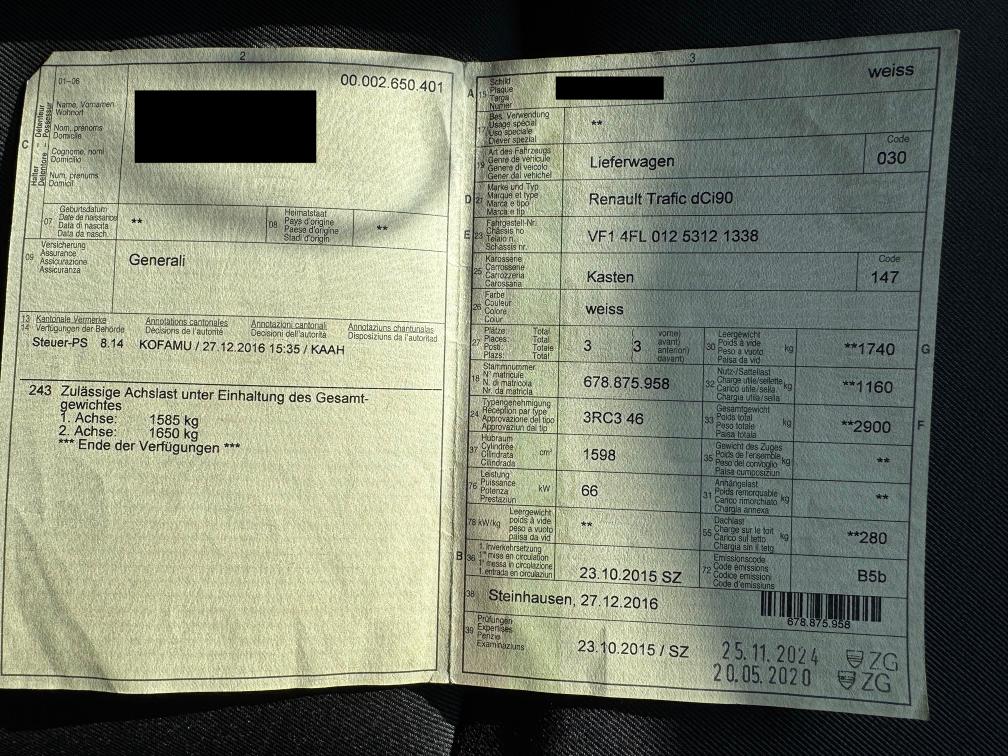 2
00.002.650.401
01–06
C
Halter – Détenteur
Detentore – Possessur
Name, Vornamen
Wohnort
Nom, prénoms
Domicile
Cognome, nomi
Domicilio
Num, prenums
Domicil
07
Geburtsdatum
Date de naissance
Data di nascita
Data da nasch.
**
08
Heimatstaat
Pays d'origine
Paese d'origine
Stadi d'origin
**
09
Versicherung
Assurance
Assicurazione
Assicuranza
Generali
13
14
Kantonale Vermerke
Verfügungen der Behörde
Annotations cantonales
Décisions de l'autorité
Annotazioni cantonali
Decisioni dell'autorità
Annotaziuns chantunalas
Disposiziuns da l'autoritad
Steuer-PS 8.14 KOFAMU / 27.12.2016 15:35 / KAAH
243 Zulässige Achslast unter Einhaltung des Gesamt-
gewichtes
1. Achse: 1585 kg
2. Achse: 1650 kg
*** Ende der Verfügungen ***
3
A
15
Schild
Plaque
Targa
Numer
weiss
17
Bes. Verwendung
Usage spécial
Uso speciale
Diever spezial
**
19
Art des Fahrzeugs
Genre de véhicule
Genere di veicolo
Gener dal vehichel
Lieferwagen
Code
030
D
21
Marke und Typ
Marque et type
Marca e tipo
Marca e tip
Renault Trafic dCi90
E
23
Fahrgestell-Nr.
Châssis no
Telaio n.
Schassis nr.
VF1 4FL 012 5312 1338
25
Karosserie
Carrosserie
Carrozzeria
Carossaria
Kasten
Code
147
26
Farbe
Couleur
Colore
Colur
weiss
27
Plätze: Total
Places: Total
Posti: Totale
Plazs: Total
3
3
vorne)
avant)
anteriori)
davant)
30
Leergewicht
Poids à vide
Peso a vuoto
Paisa da vid
kg
**1740
G
18
Stammnummer
N° matricule
N. di matricola
Nr. da matricla
678.875.958
32
Nutz-/Sattellast
Charge utile/sellette
Carico utile/sella
Chargia utila/sella
kg
**1160
24
Typengenehmigung
Réception par type
Approvazione del tipo
Approvaziun dal tip
3RC3 46
33
Gesamtgewicht
Poids total
Peso totale
Paisa totala
kg
**2900
F
37
Hubraum
Cylindrée
Cilindrata
Cilindrada
cm³
1598
35
Gewicht des Zuges
Poids de l'ensemble
Peso del convoglio
Paisa cumposiziun
kg
**
76
Leistung
Puissance
Potenza
Prestaziun
kW
66
31
Anhängelast
Poids remorquable
Carico rimorchiato
Chargia annexa
kg
**
78 kW/kg
Leergewicht
poids à vide
peso a vuoto
paisa da vid
**
55
Dachlast
Charge sur le toit
Carico sul tetto
Chargia sin il tetg
kg
**280
B
36
1. Inverkehrsetzung
1re mise en circulation
1a messa in circolazione
1. entrada en circulaziun
23.10.2015 SZ
72
Emissionscode
Code émissions
Codice emissioni
Code d'emissiuns
B5b
38
Steinhausen, 27.12.2016
678.875.958
39
Prüfungen
Expertises
Perizie
Examinaziuns
23.10.2015 / SZ
25.11.2024 ZG
20.05.2020 ZG